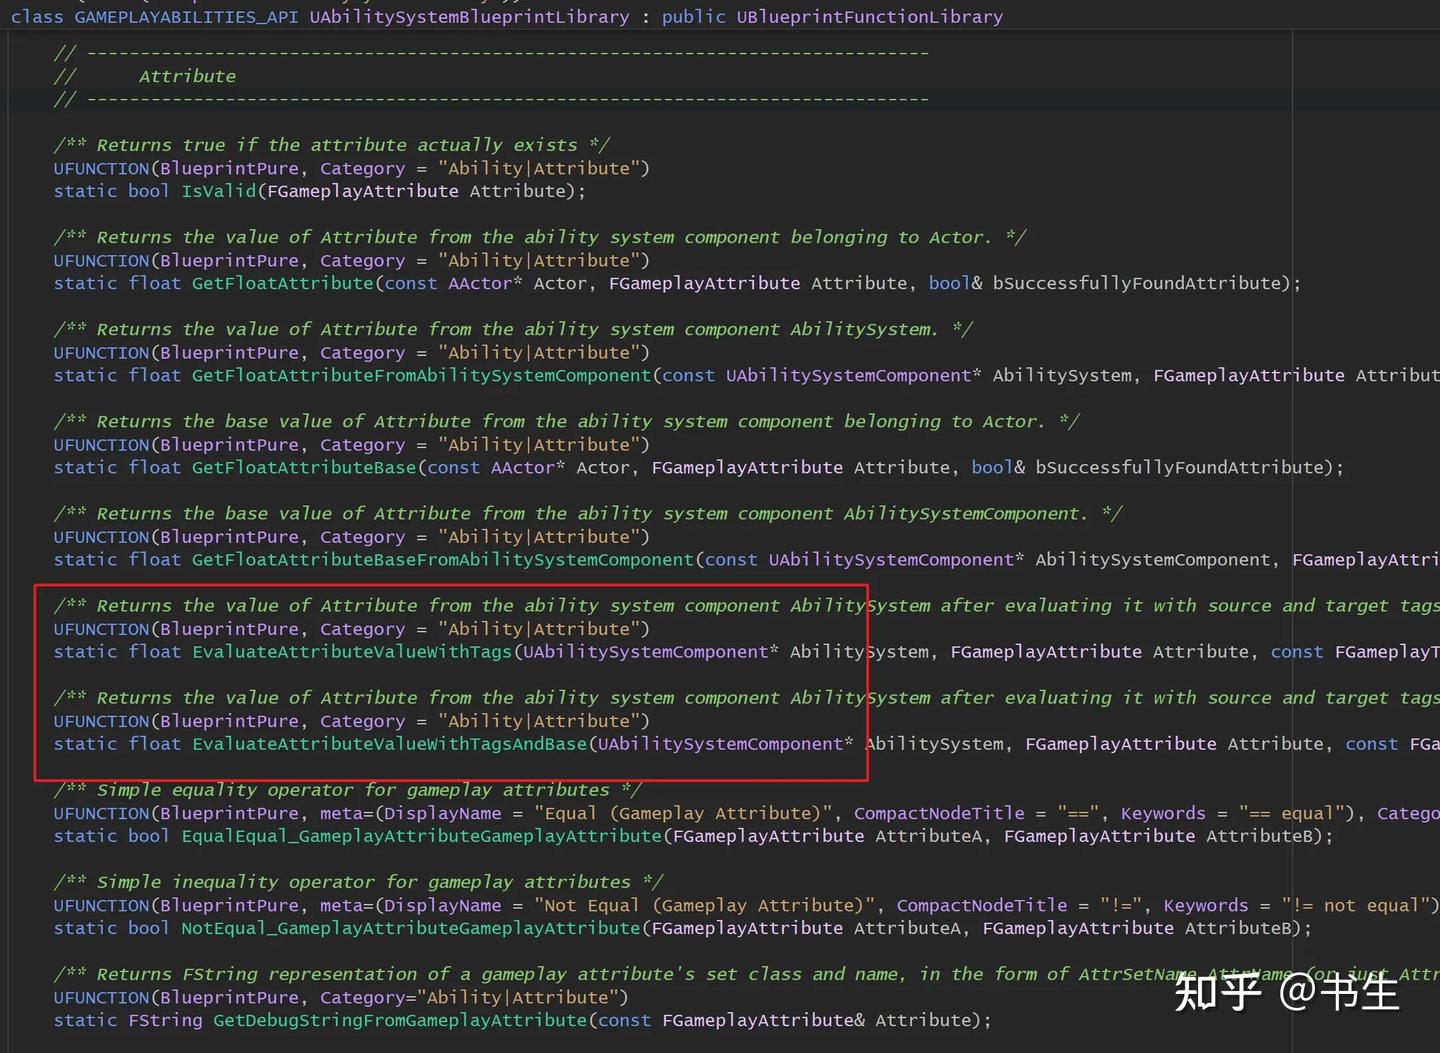 class GAMEPLAYABILITIES_API UAbilitySystemBlueprintLibrary : public UBlueprintFunctionLibrary
// -------------------------------------------------------------------------------
//      Attribute
// -------------------------------------------------------------------------------
/** Returns true if the attribute actually exists */
UFUNCTION(BlueprintPure, Category = "Ability|Attribute")
static bool IsValid(FGameplayAttribute Attribute);
/** Returns the value of Attribute from the ability system component belonging to Actor. */
UFUNCTION(BlueprintPure, Category = "Ability|Attribute")
static float GetFloatAttribute(const AActor* Actor, FGameplayAttribute Attribute, bool& bSuccessfullyFoundAttribute);
/** Returns the value of Attribute from the ability system component AbilitySystem. */
UFUNCTION(BlueprintPure, Category = "Ability|Attribute")
static float GetFloatAttributeFromAbilitySystemComponent(const UAbilitySystemComponent* AbilitySystem, FGameplayAttribute Attribut
/** Returns the base value of Attribute from the ability system component belonging to Actor. */
UFUNCTION(BlueprintPure, Category = "Ability|Attribute")
static float GetFloatAttributeBase(const AActor* Actor, FGameplayAttribute Attribute, bool& bSuccessfullyFoundAttribute);
/** Returns the base value of Attribute from the ability system component AbilitySystemComponent. */
UFUNCTION(BlueprintPure, Category = "Ability|Attribute")
static float GetFloatAttributeBaseFromAbilitySystemComponent(const UAbilitySystemComponent* AbilitySystemComponent, FGameplayAttri
/** Returns the value of Attribute from the ability system component AbilitySystem after evaluating it with source and target tags
UFUNCTION(BlueprintPure, Category = "Ability|Attribute")
static float EvaluateAttributeValueWithTags(UAbilitySystemComponent* AbilitySystem, FGameplayAttribute Attribute, const FGameplayT
/** Returns the value of Attribute from the ability system component AbilitySystem after evaluating it with source and target tags
UFUNCTION(BlueprintPure, Category = "Ability|Attribute")
static float EvaluateAttributeValueWithTagsAndBase(UAbilitySystemComponent* AbilitySystem, FGameplayAttribute Attribute, const FGa
/** Simple equality operator for gameplay attributes */
UFUNCTION(BlueprintPure, meta=(DisplayName = "Equal (Gameplay Attribute)", CompactNodeTitle = "==", Keywords = "== equal"), Catego
static bool EqualEqual_GameplayAttributeGameplayAttribute(FGameplayAttribute AttributeA, FGameplayAttribute AttributeB);
/** Simple inequality operator for gameplay attributes */
UFUNCTION(BlueprintPure, meta=(DisplayName = "Not Equal (Gameplay Attribute)", CompactNodeTitle = "!=", Keywords = "!= not equal")
static bool NotEqual_GameplayAttributeGameplayAttribute(FGameplayAttribute AttributeA, FGameplayAttribute AttributeB);
/** Returns FString representation of a gameplay attribute's set class and name, in the form of AttrSetName.AttrName (or just Attr
UFUNCTION(BlueprintPure, Category="Ability|Attribute")
static FString GetDebugStringFromGameplayAttribute(const FGameplayAttribute& Attribute);
知乎 @书生